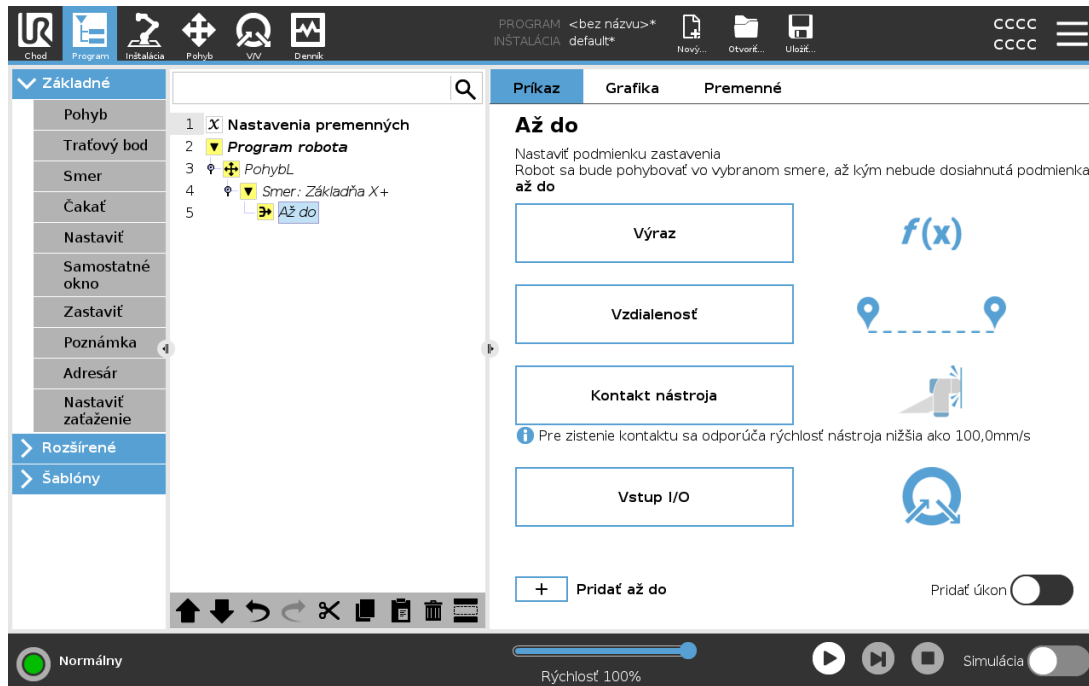 PROGRAM <bez názvu>*
INŠTALÁCIA default*
Chod
Program
Inštalácia
Pohyb
V/V
Dennik
Nový...
Otvoriť...
Uložiť...
CCCC
CCCC
Základné
Pohyb
Traťový bod
Smer
Čakať
Nastaviť
Samostatné
okno
Zastaviť
Poznámka
Adresár
Nastaviť
zaťaženie
Rozšírené
Šablóny
1 X Nastavenia premenných
2 Program robota
3 PohybL
4 Smer: Základňa X+
5 Až do
Príkaz Grafika Premenné
Až do
Nastaviť podmienku zastavenia
Robot sa bude pohybovať vo vybranom smere, až kým nebude dosiahnutá podmienka
až do
Výraz
f(x)
Vzdialenosť
Kontakt nástroja
Pre zistenie kontaktu sa odporúča rýchlosť nástroja nižšia ako 100,0mm/s
Vstup I/O
+ Pridať až do
Pridať úkon
Normálny
Rýchlosť 100%
Simulácia